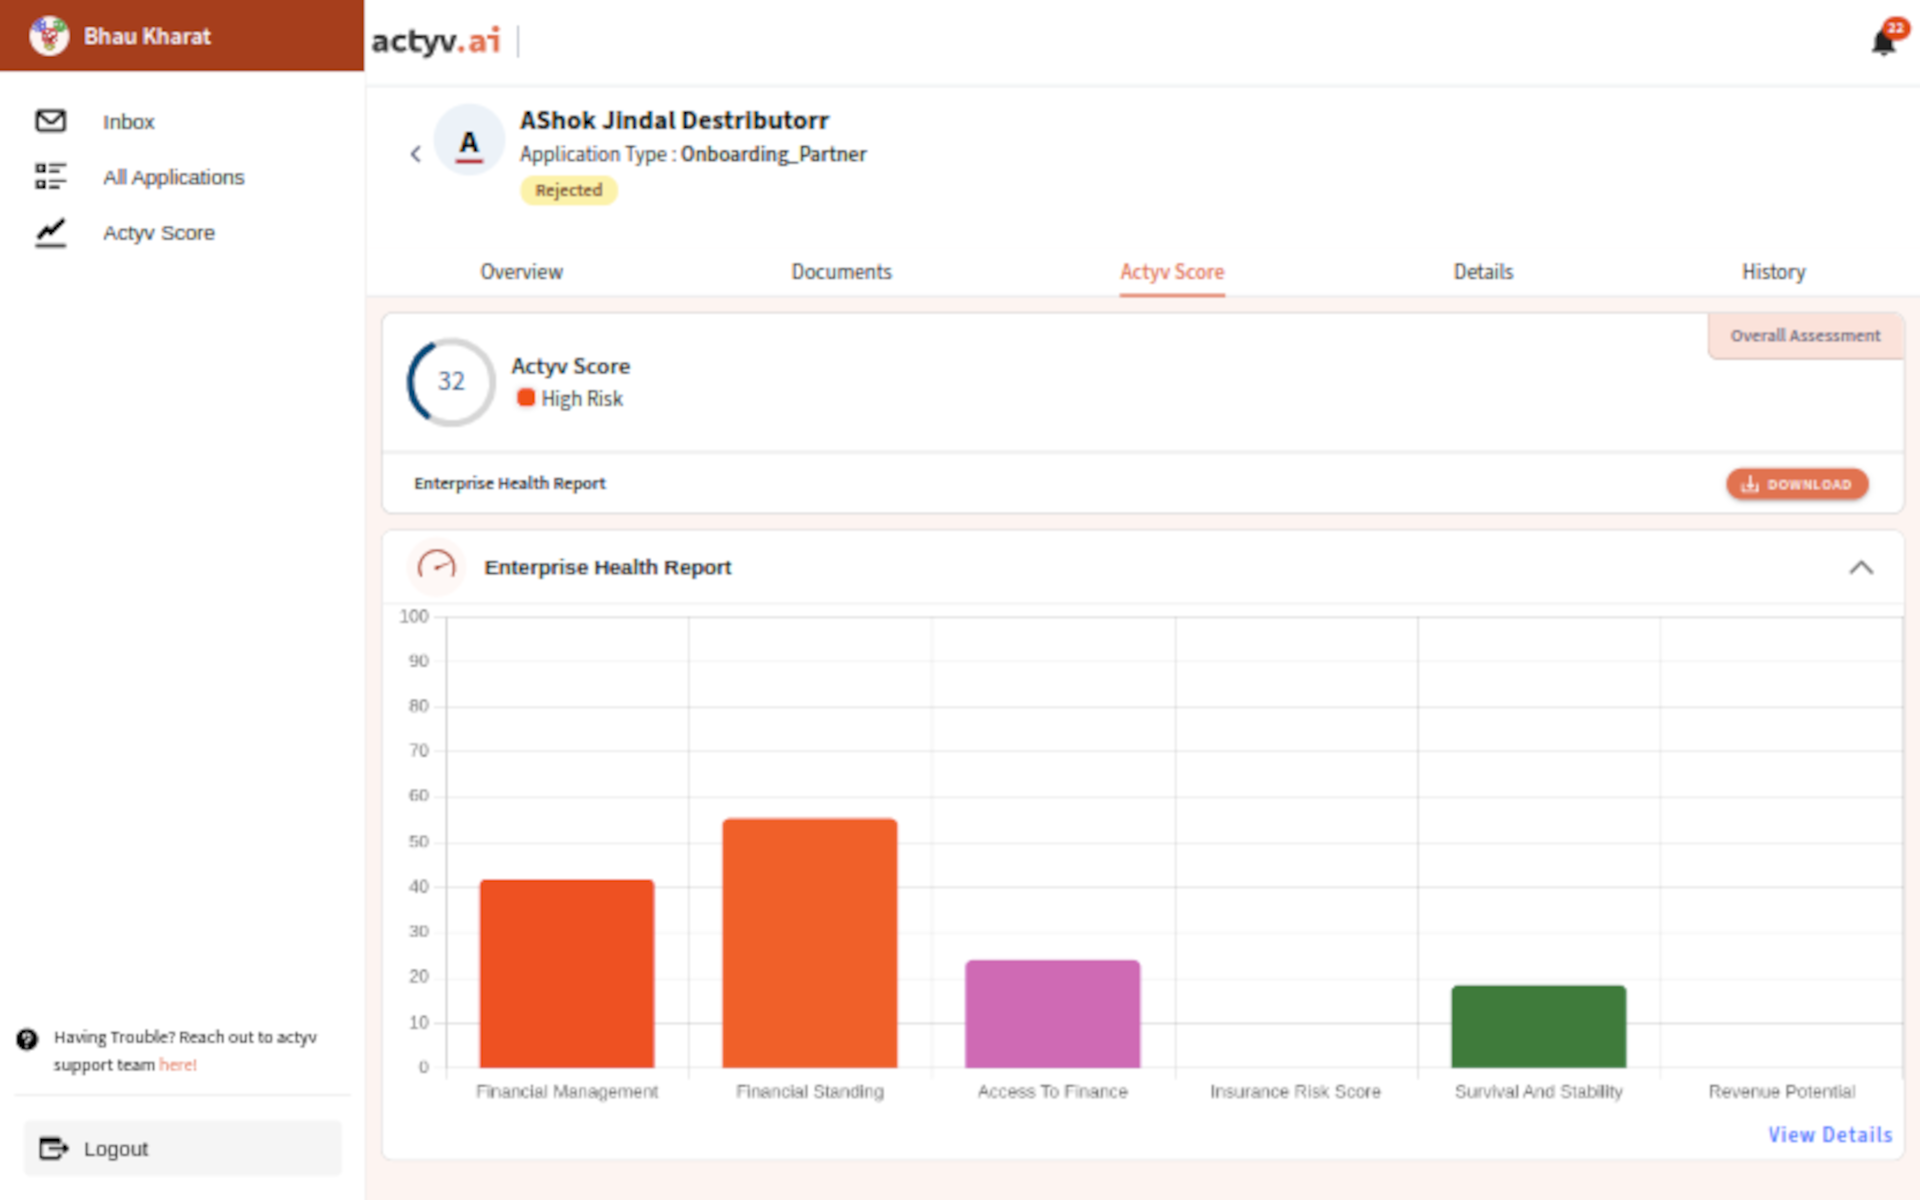 Bhau Kharat
actyv.ai
22
Inbox
All Applications
Actyv Score
A
AShok Jindal Destributorr
Application Type : Onboarding_Partner
Rejected
Overview
Documents
Actyv Score
Details
History
Overall Assessment
32
Actyv Score
High Risk
Enterprise Health Report
DOWNLOAD
Enterprise Health Report
100
90
80
70
60
50
40
30
20
10
0
Financial Management
Financial Standing
Access To Finance
Insurance Risk Score
Survival And Stability
Revenue Potential
View Details
Having Trouble? Reach out to actyv
support team here!
Logout